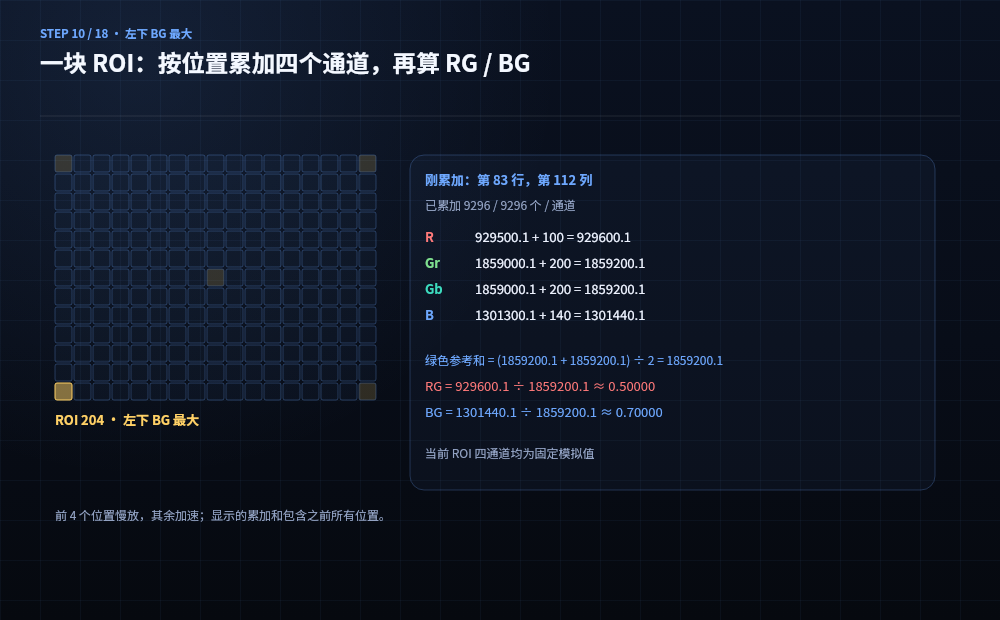 STEP 10 / 18 · 左下 BG 最大
一块 ROI：按位置累加四个通道，再算 RG / BG
刚累加：第 83 行，第 112 列
已累加 9296 / 9296 个 / 通道
R 929500.1 + 100 = 929600.1
Gr 1859000.1 + 200 = 1859200.1
Gb 1859000.1 + 200 = 1859200.1
B 1301300.1 + 140 = 1301440.1
绿色参考和 = (1859200.1 + 1859200.1) ÷ 2 = 1859200.1
RG = 929600.1 ÷ 1859200.1 ≈ 0.50000
BG = 1301440.1 ÷ 1859200.1 ≈ 0.70000
当前 ROI 四通道均为固定模拟值
ROI 204 · 左下 BG 最大
前 4 个位置慢放，其余加速；显示的累加和包含之前所有位置。